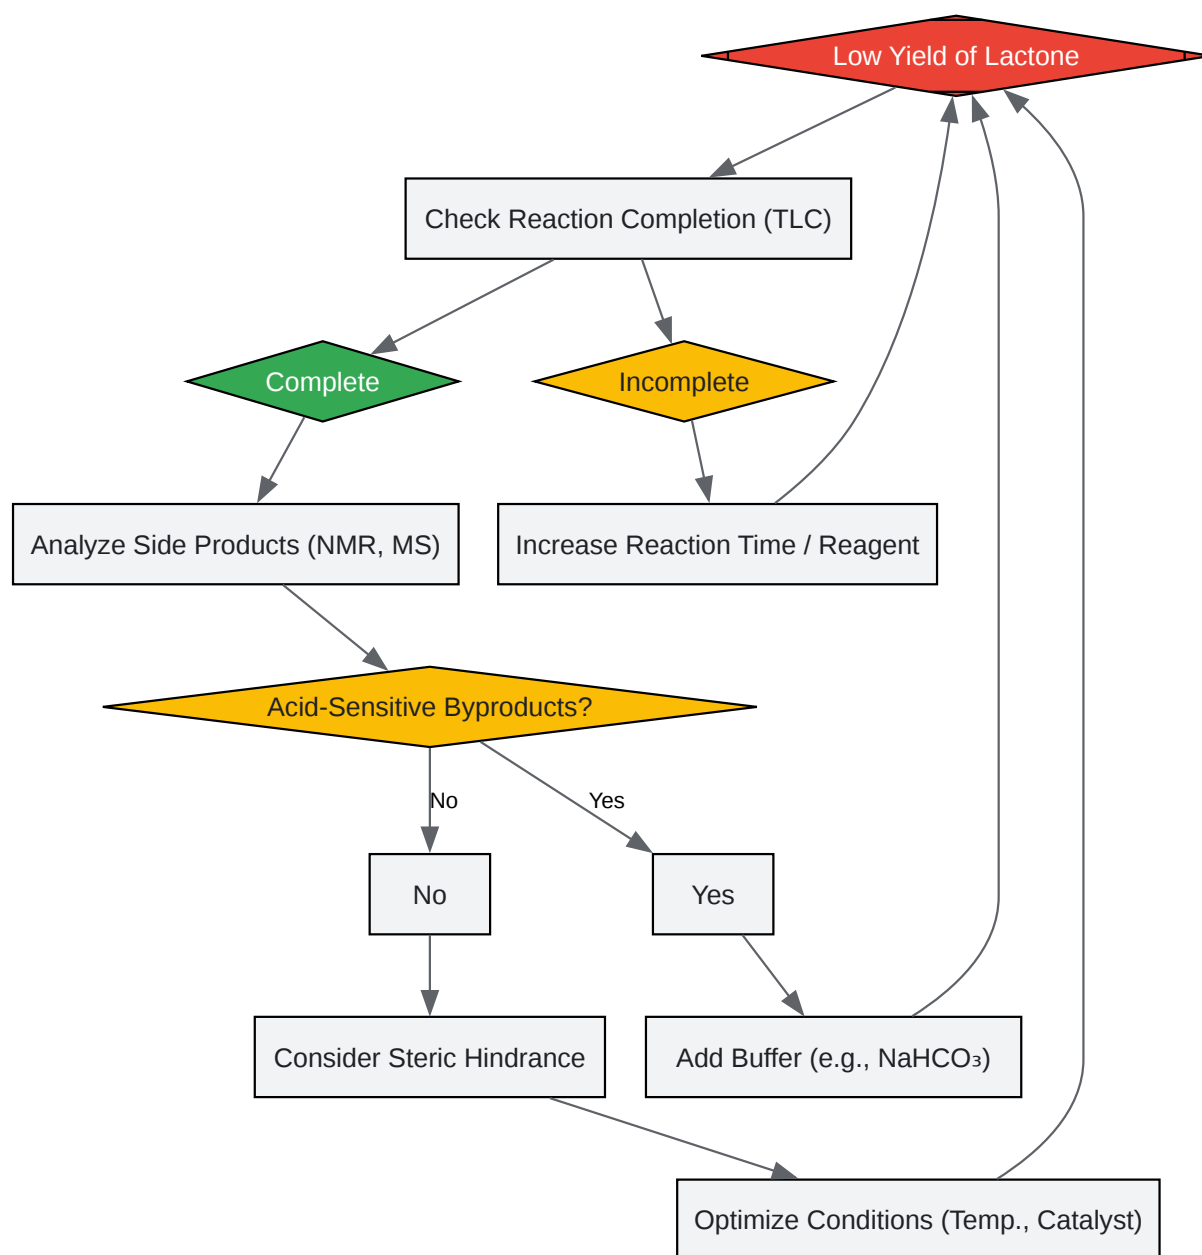 Low Yield of Lactone
Check Reaction Completion (TLC)
Complete
Incomplete
Analyze Side Products (NMR, MS)
Increase Reaction Time / Reagent
Acid-Sensitive Byproducts?
No
Yes
No
Yes
Consider Steric Hindrance
Add Buffer (e.g., NaHCO₃)
Optimize Conditions (Temp., Catalyst)